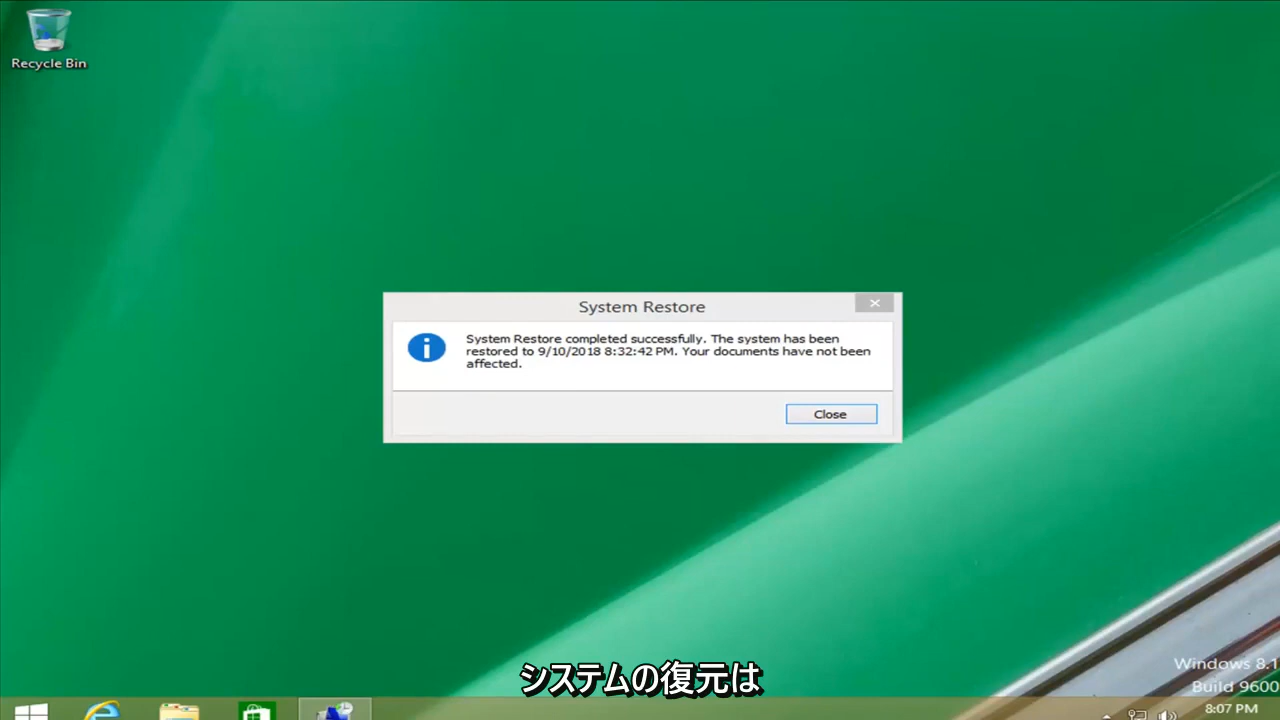 Recycle Bin
System Restore
System Restore completed successfully. The system has been
restored to 9/10/2018 8:32:42 PM. Your documents have not been
affected.
Close
システムの復元は
Windows 8.1
Build 9600
8:07 PM